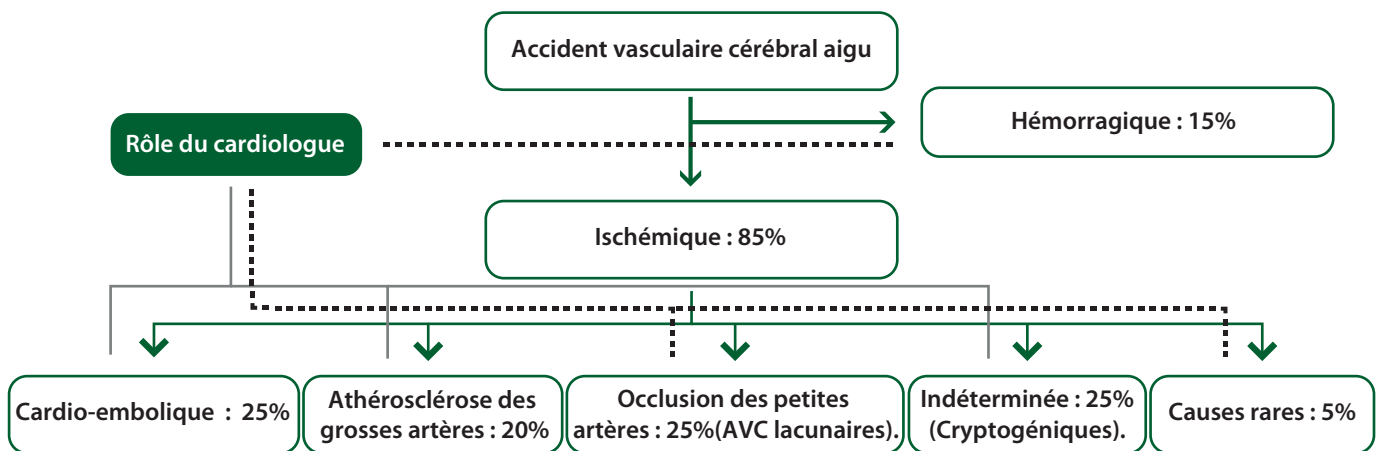 Accident vasculaire cérébral aigu
Hémorragique : 15%
Rôle du cardiologue
Ischémique : 85%
Cardio-embolique : 25%
Athérosclérose des
grosses artères : 20%
Occlusion des petites
artères : 25%(AVC lacunaires).
Indéterminée : 25%
(Cryptogéniques).
Causes rares : 5%